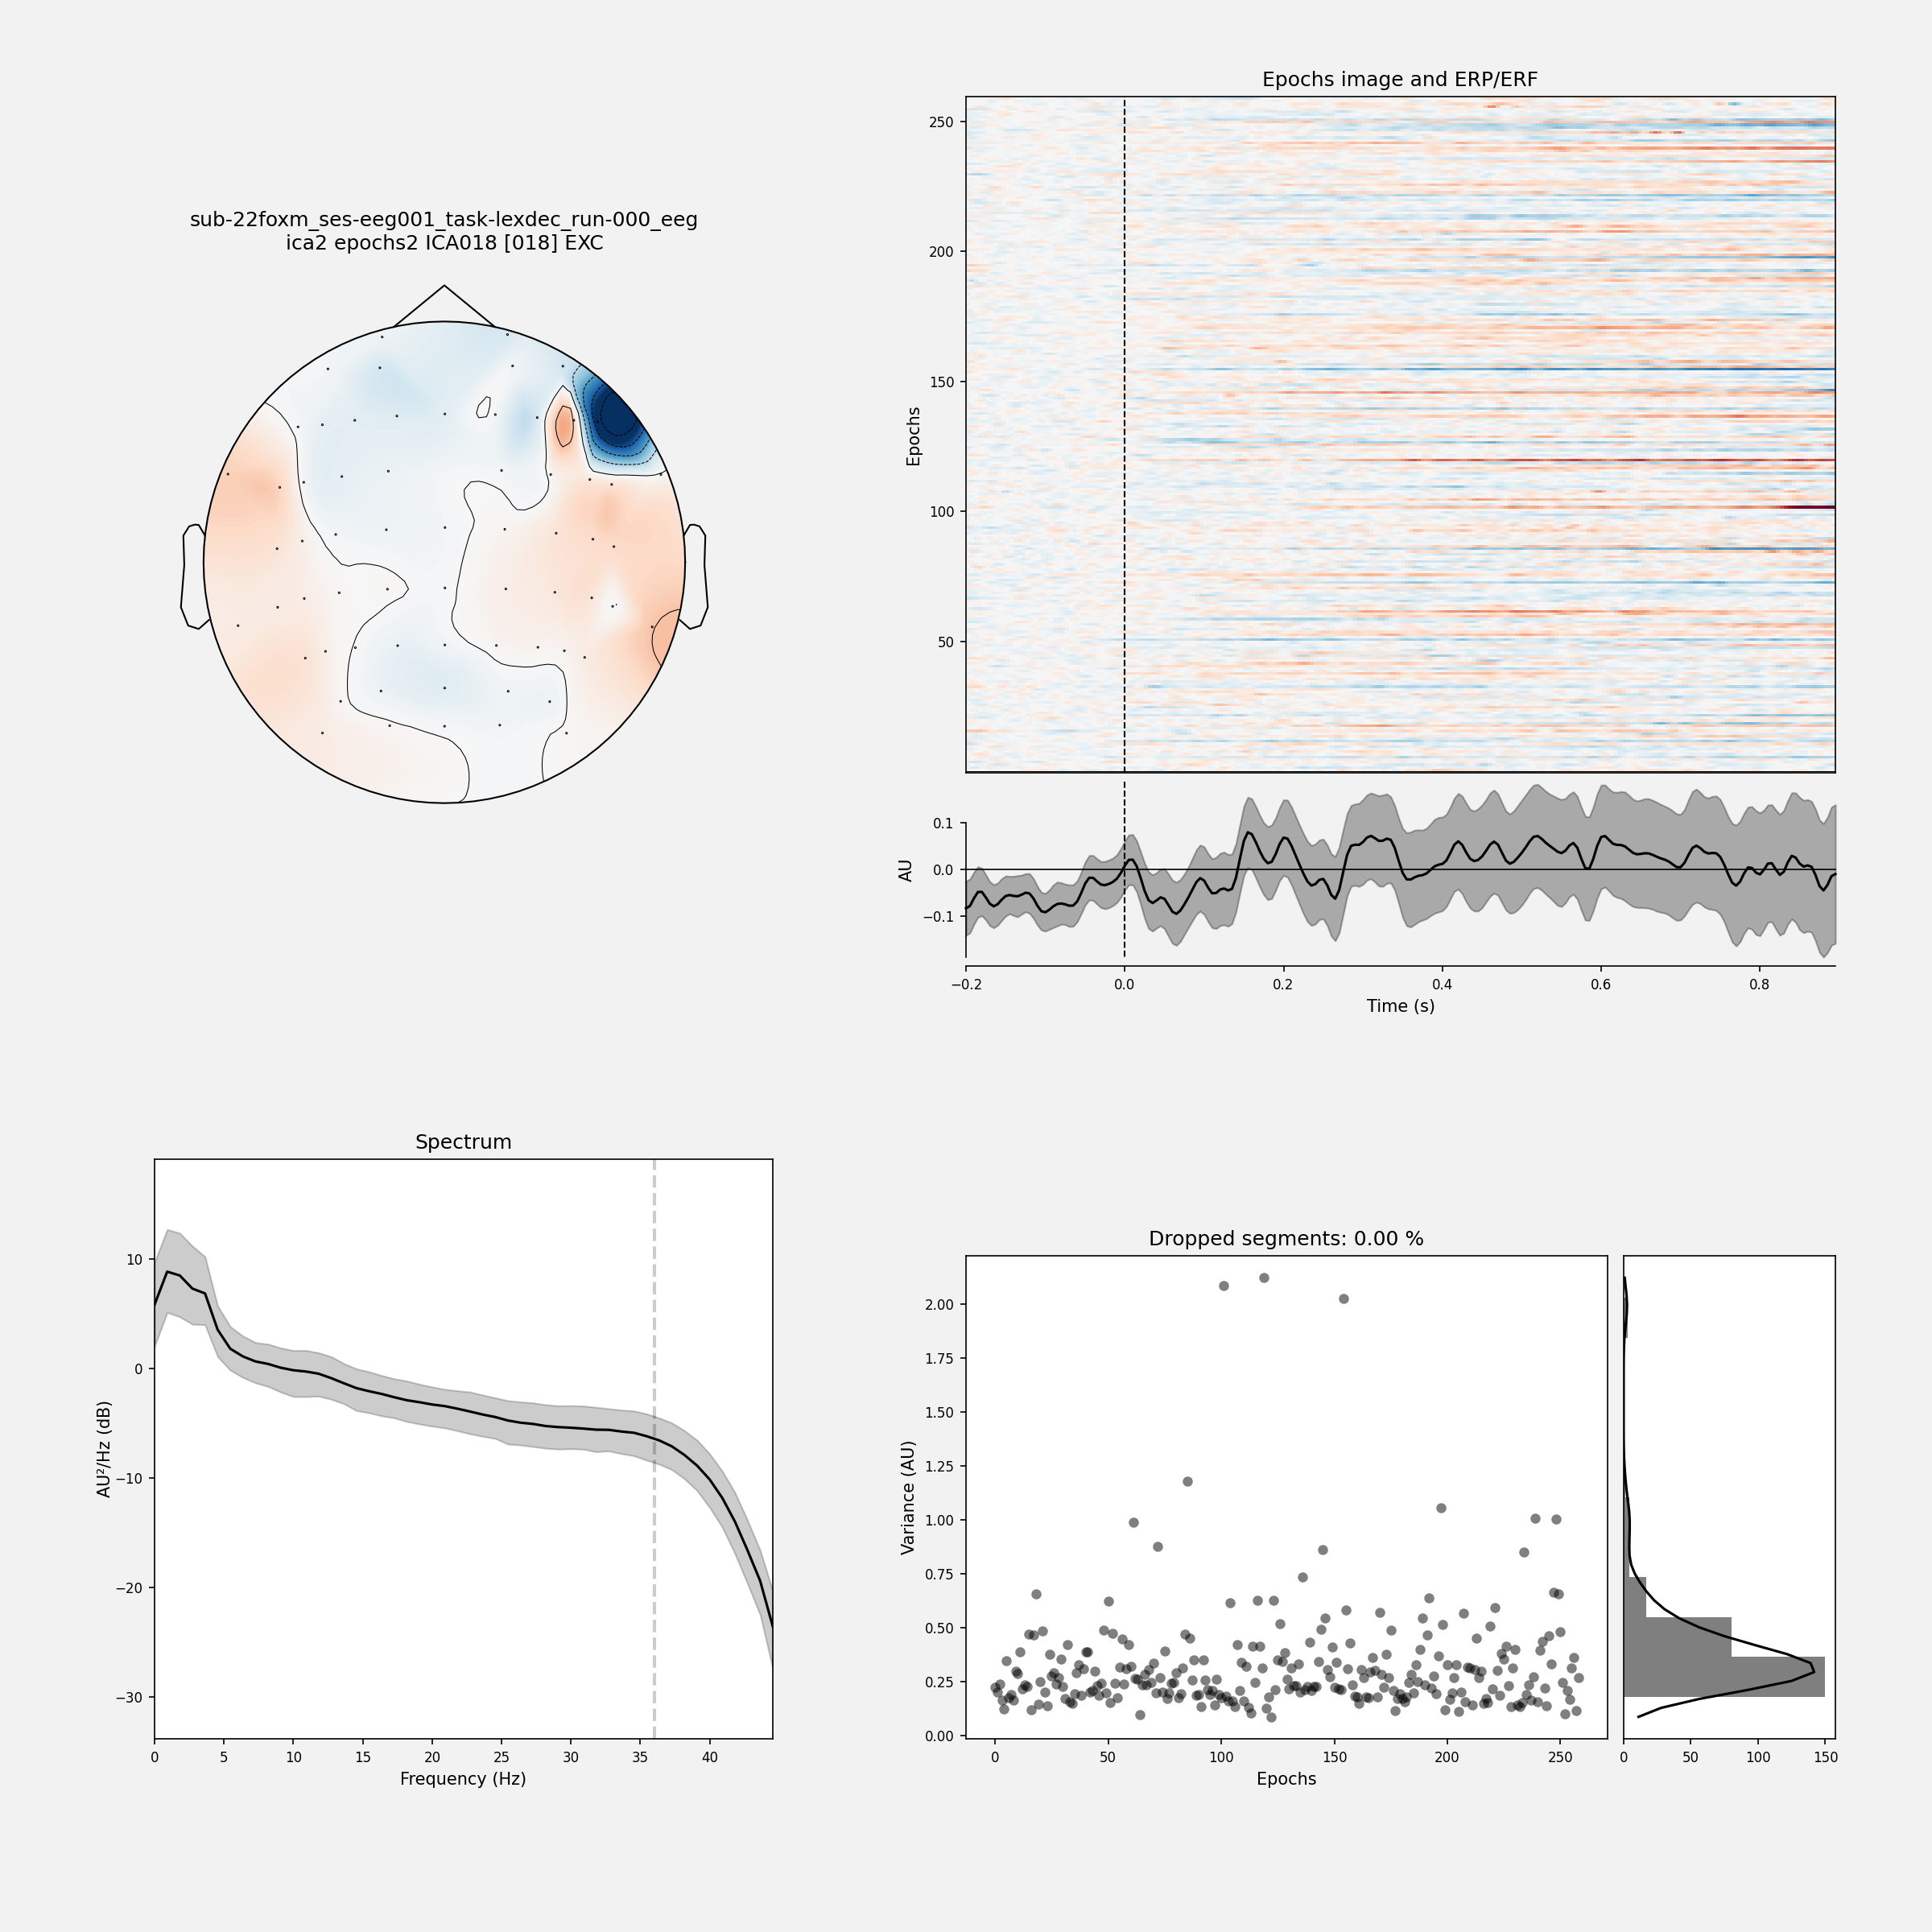 sub-22foxm_ses-eeg001_task-lexdec_run-000_eeg
ica2 epochs2 ICA018 [018] EXC
Epochs image and ERP/ERF
250
200
150
100
50
Epochs
0.1
0.0
−0.1
AU
−0.2 0.0 0.2 0.4 0.6 0.8
Time (s)
Spectrum
10
0
−10
−20
−30
AU²/Hz (dB)
0 5 10 15 20 25 30 35 40
Frequency (Hz)
Dropped segments: 0.00 %
2.00
1.75
1.50
1.25
1.00
0.75
0.50
0.25
0.00
Variance (AU)
0 50 100 150 200 250
Epochs
0 50 100 150